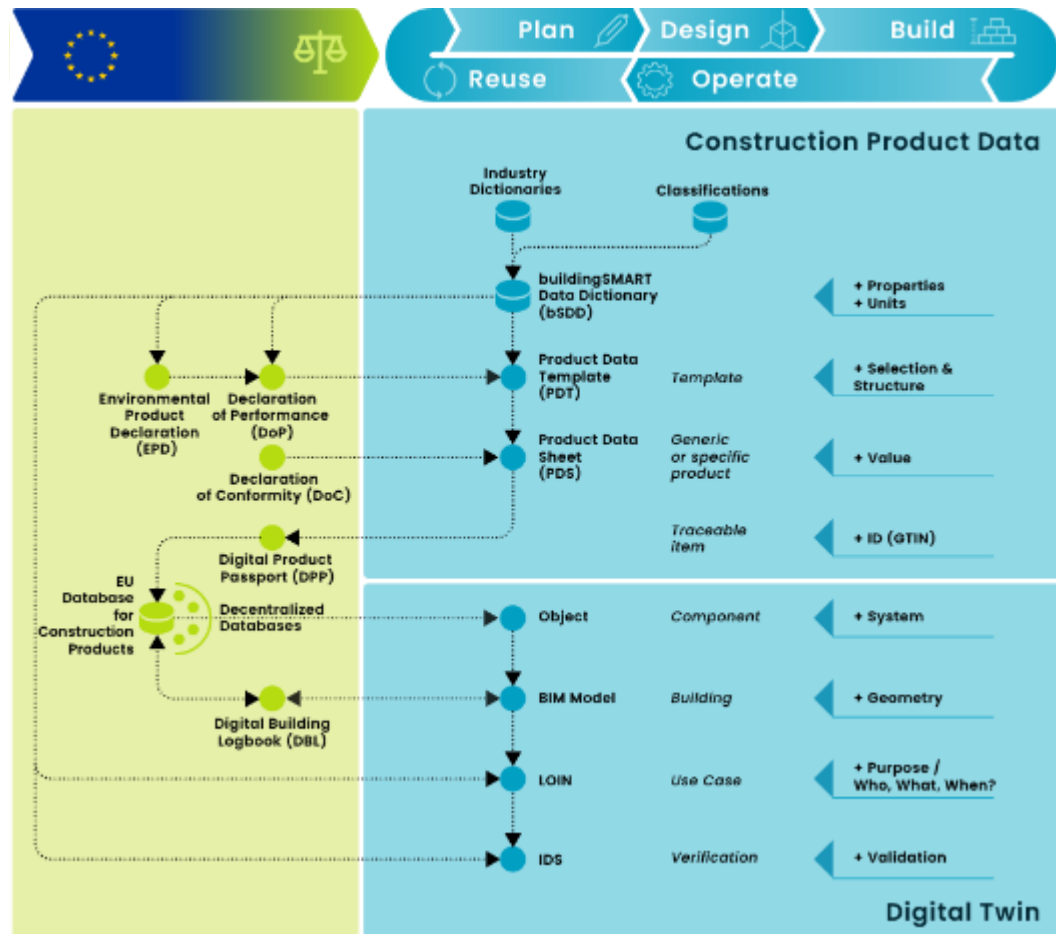 Plan
Design
Build
Reuse
Operate
Construction Product Data
Industry
Dictionaries
Classifications
buildingSMART
Data Dictionary
(bSDD)
+ Properties
+ Units
Environmental
Product
Declaration
(EPD)
Declaration
of Performance
(DoP)
Product Data
Template
(PDT)
Template
+ Selection &
Structure
Declaration
of Conformity (DoC)
Product Data
Sheet
(PDS)
Generic
or specific
product
+ Value
Digital Product
Passport (DPP)
Traceable
item
+ ID (GTIN)
EU
Database
for
Construction
Products
Decentralized
Databases
Object
Component
+ System
Digital Building
Logbook (DBL)
BIM Model
Building
+ Geometry
LOIN
Use Case
+ Purpose /
Who, What, When?
IDS
Verification
+ Validation
Digital Twin